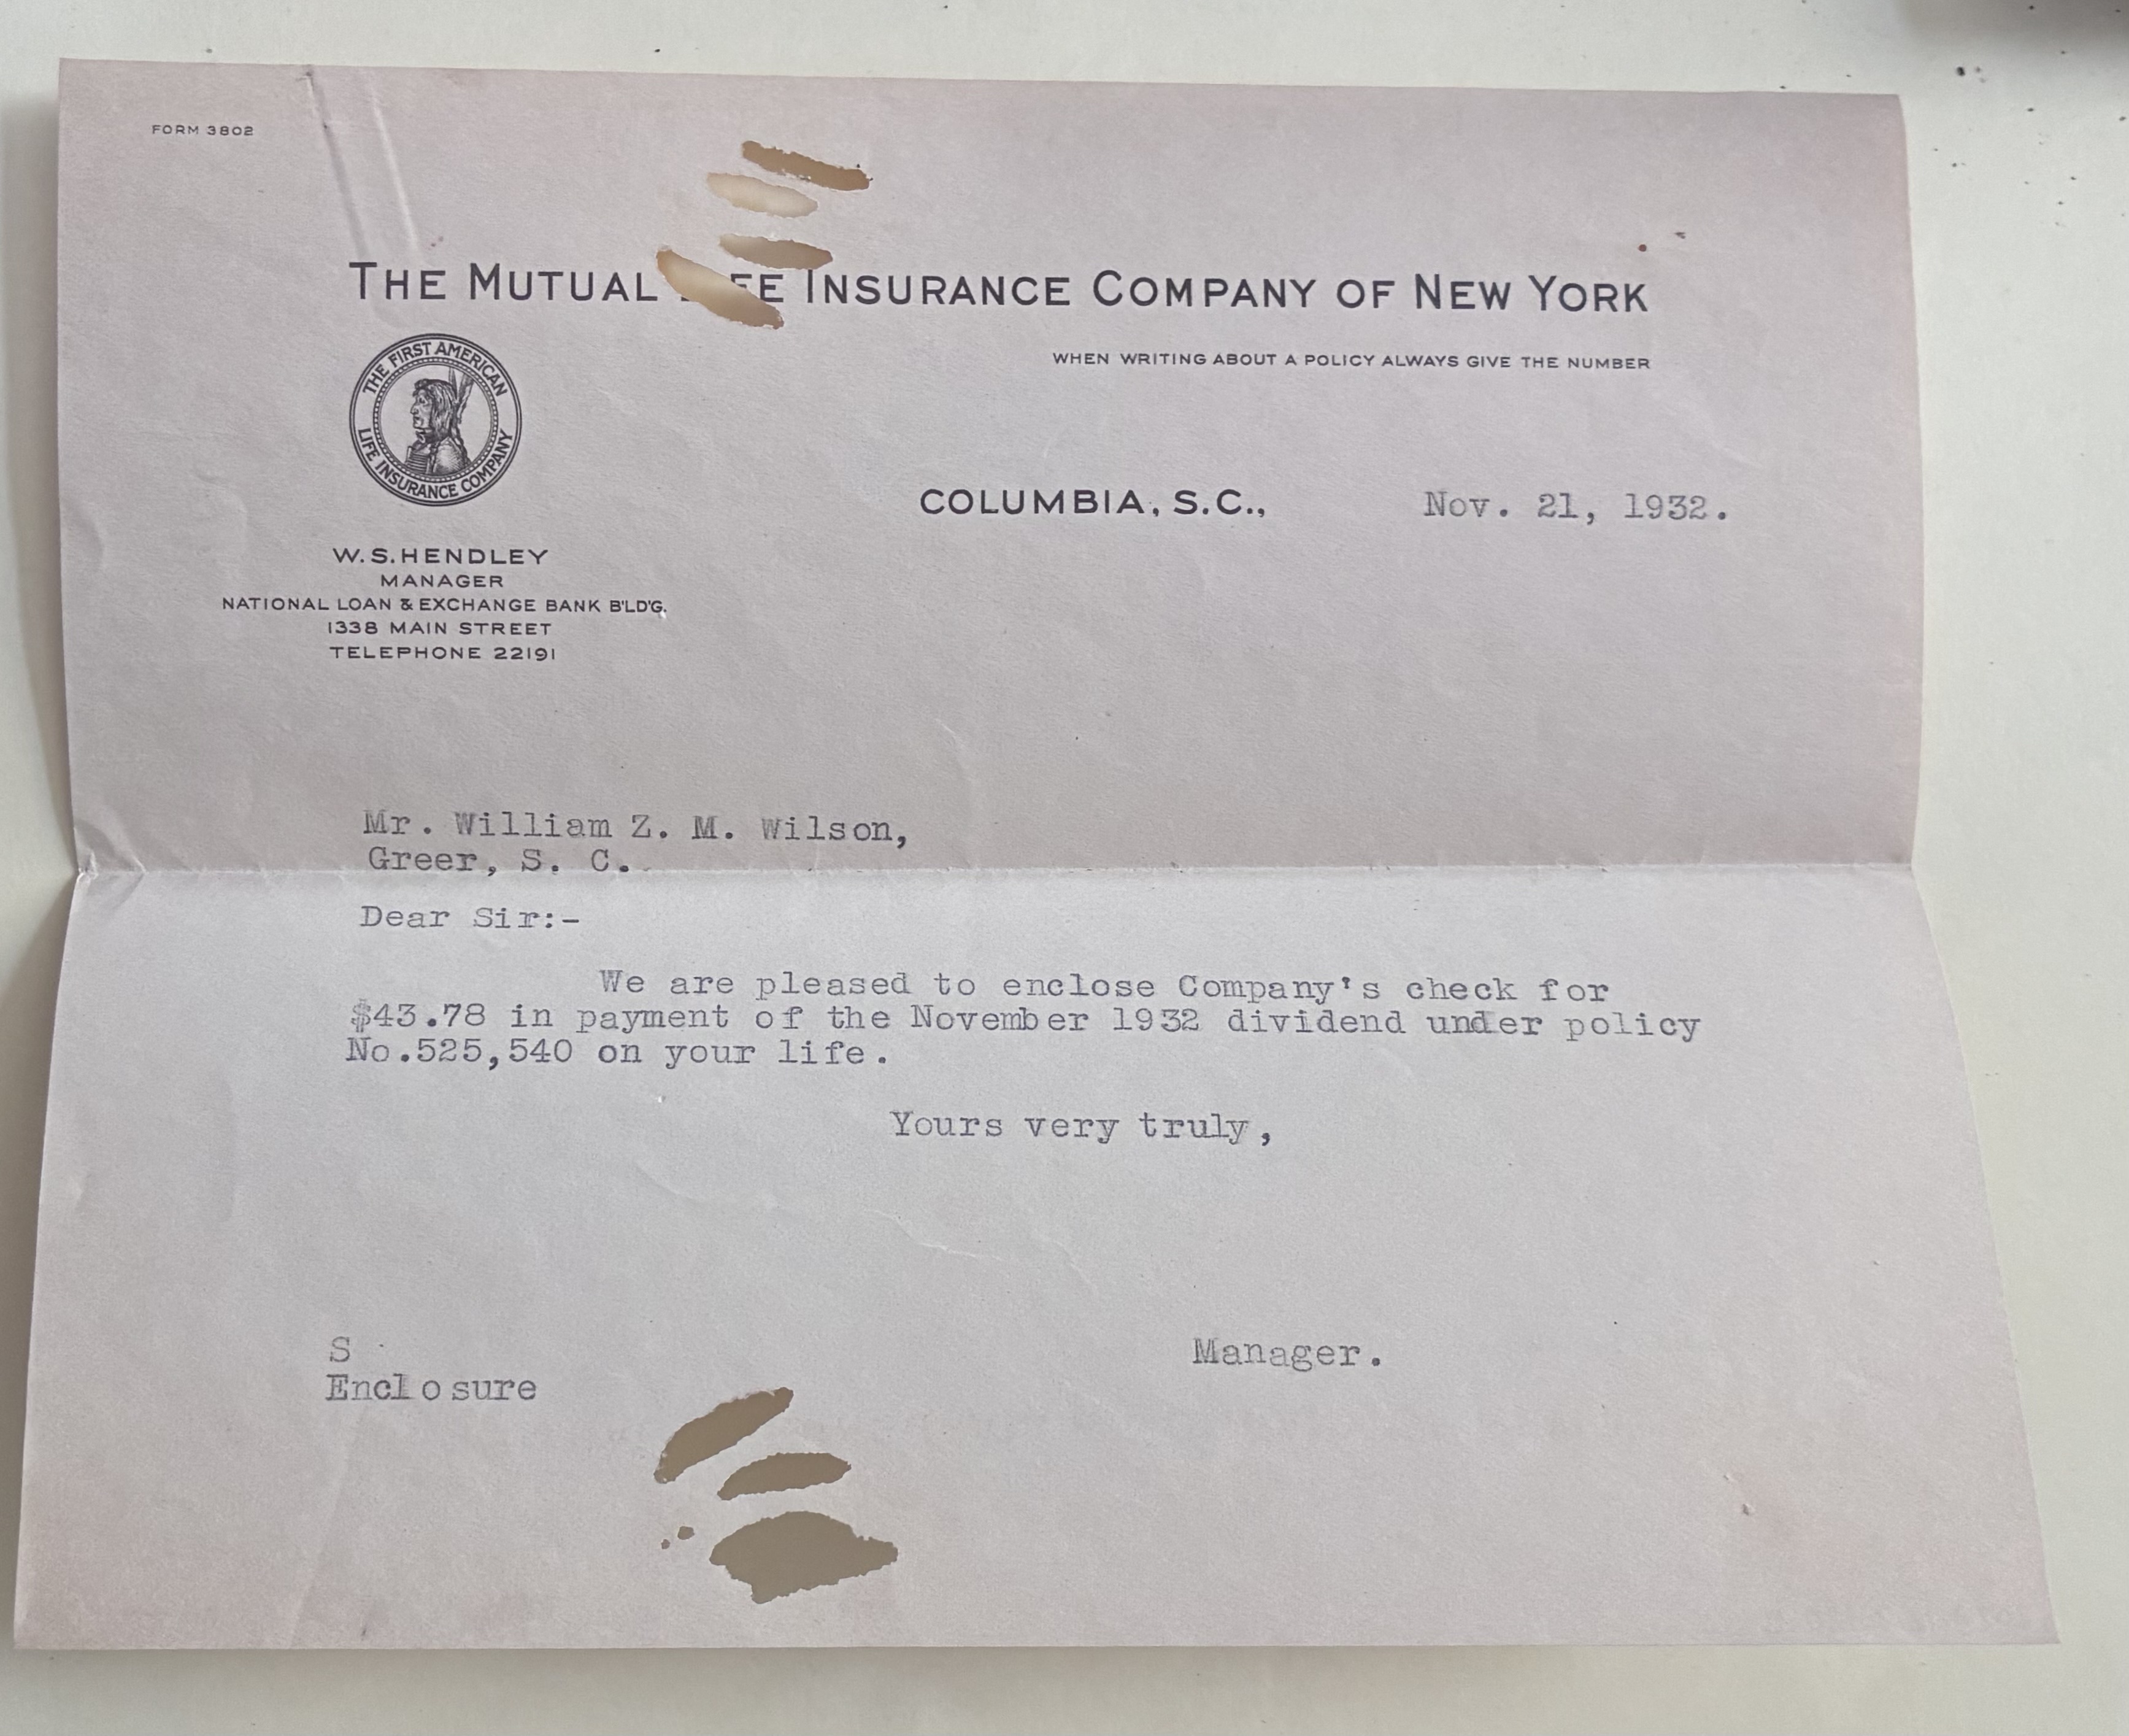 FORM 3802
THE MUTUAL FE INSURANCE COMPANY OF NEW YORK
THE FIRST AMERICAN
LIFE INSURANCE COMPANY
WHEN WRITING ABOUT A POLICY ALWAYS GIVE THE NUMBER
COLUMBIA, S.C., Nov. 21, 1932.
W. S. HENDLEY
MANAGER
NATIONAL LOAN & EXCHANGE BANK B'LD'G.
1338 MAIN STREET
TELEPHONE 22191
Mr. William Z. M. Wilson,
Greer, S. C.
Dear Sir:-
We are pleased to enclose Company's check for
$43.78 in payment of the November 1932 dividend under policy
No.525,540 on your life.
Yours very truly,
Manager.
S
Enclosure